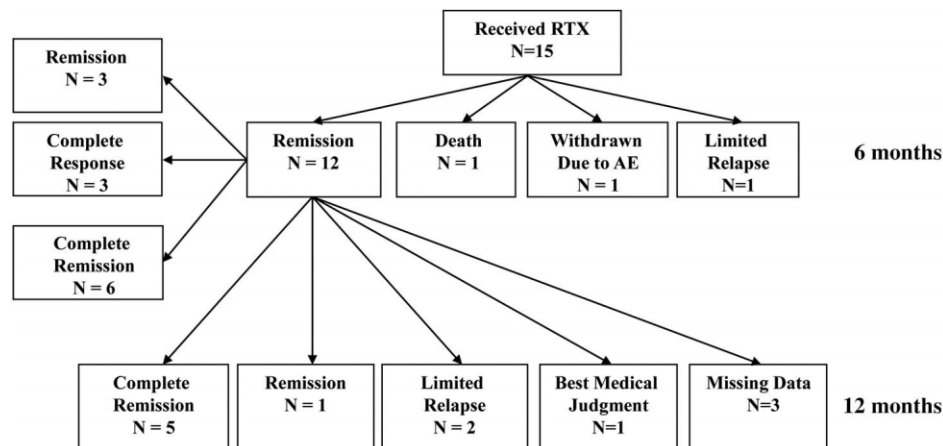 Received RTX
N=15
Remission
N = 3
Complete
Response
N = 3
Complete
Remission
N = 6
Remission
N = 12
Death
N = 1
Withdrawn
Due to AE
N = 1
Limited
Relapse
N=1
6 months
Complete
Remission
N = 5
Remission
N = 1
Limited
Relapse
N = 2
Best Medical
Judgment
N=1
Missing Data
N=3
12 months